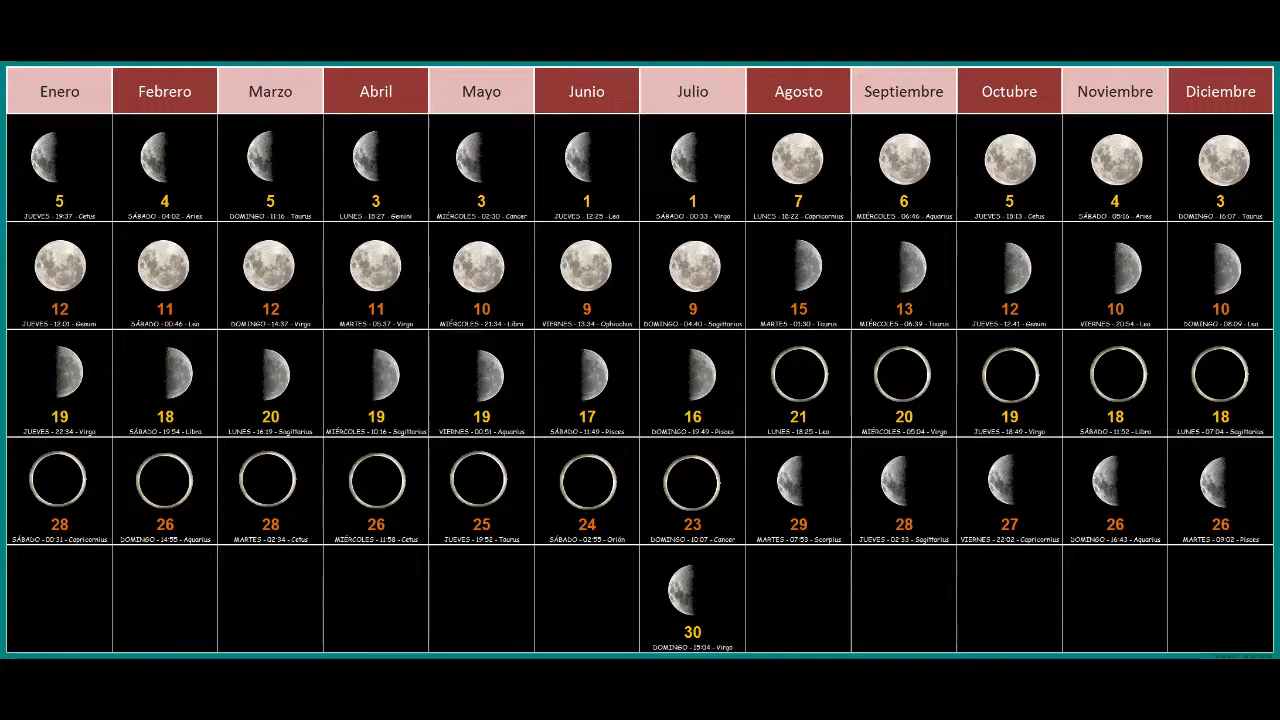 Enero Febrero Marzo Abril Mayo Junio Julio Agosto Septiembre Octubre Noviembre Diciembre
5 4 5 3 3 1 1 7 6 5 4 3
JUEVES - 19:37 - Cetus SÁBADO - 04:02 - Aries DOMINGO - 11:16 - Taurus LUNES - 18:27 - Gemini MIÉRCOLES - 02:30 - Cancer JUEVES - 12:25 - Leo SÁBADO - 00:33 - Virgo LUNES - 18:22 - Capricornius MIÉRCOLES - 06:46 - Aquarius JUEVES - 18:13 - Cetus SÁBADO - 05:16 - Aries DOMINGO - 16:07 - Taurus
12 11 12 11 10 9 9 15 13 12 10 10
JUEVES - 12:01 - Gemini SÁBADO - 00:46 - Leo DOMINGO - 14:37 - Virgo MARTES - 05:37 - Virgo MIÉRCOLES - 21:34 - Libra VIERNES - 13:34 - Ophiuchus DOMINGO - 04:40 - Sagittarius MARTES - 01:30 - Taurus MIÉRCOLES - 06:39 - Taurus JUEVES - 12:41 - Gemini VIERNES - 20:54 - Leo DOMINGO - 08:09 - Leo
19 18 20 19 19 17 16 21 20 19 18 18
JUEVES - 22:34 - Virgo SÁBADO - 19:54 - Libra LUNES - 16:19 - Sagittarius MIÉRCOLES - 10:16 - Sagittarius VIERNES - 00:51 - Aquarius SÁBADO - 11:49 - Pisces DOMINGO - 19:49 - Pisces LUNES - 18:25 - Leo MIÉRCOLES - 05:04 - Virgo JUEVES - 18:49 - Virgo SÁBADO - 11:52 - Libra LUNES - 07:04 - Sagittarius
28 26 28 26 25 24 23 29 28 27 26 26
SÁBADO - 00:31 - Capricornius DOMINGO - 14:55 - Aquarius MARTES - 02:34 - Cetus MIÉRCOLES - 11:58 - Cetus JUEVES - 19:52 - Taurus SÁBADO - 02:55 - Orión DOMINGO - 10:07 - Cancer MARTES - 07:53 - Scorpius JUEVES - 02:33 - Sagittarius VIERNES - 22:02 - Capricornius DOMINGO - 16:43 - Aquarius MARTES - 09:02 - Pisces
30
DOMINGO - 15:04 - Virgo